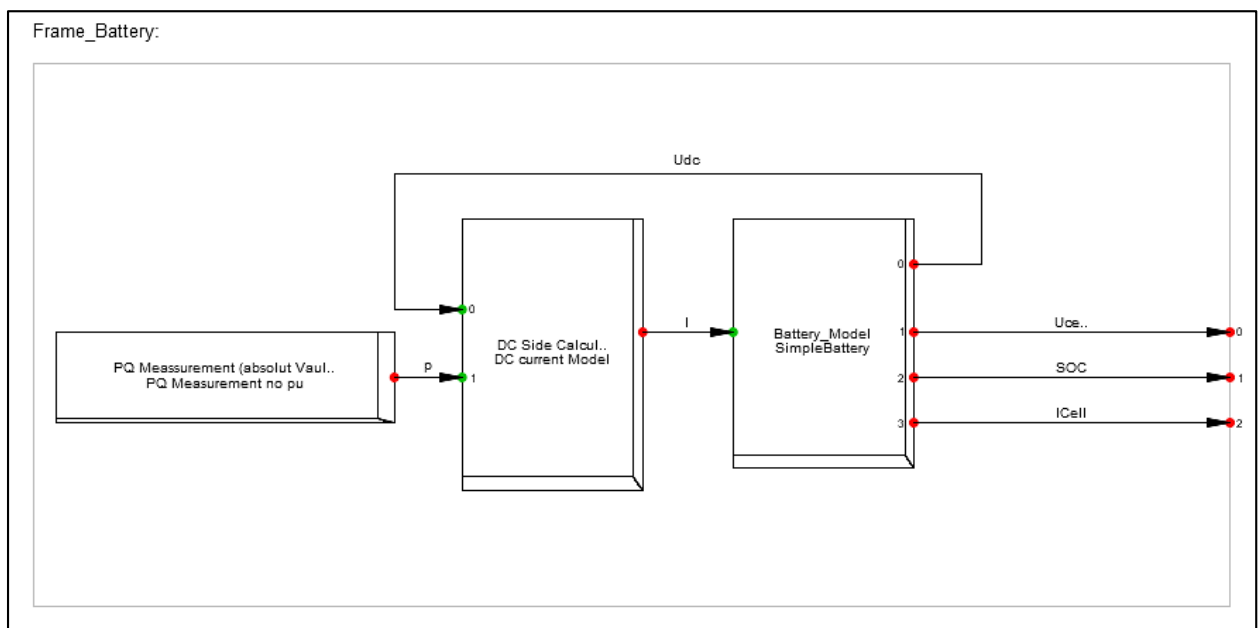 Frame_Battery:
Udc
0
0
PQ Meassurement (absolut Vaul..
PQ Measurement no pu
p
1
DC Side Calcul..
DC current Model
I
Battery_Model
SimpleBattery
1
Uce..
0
2
SOC
1
3
ICell
2